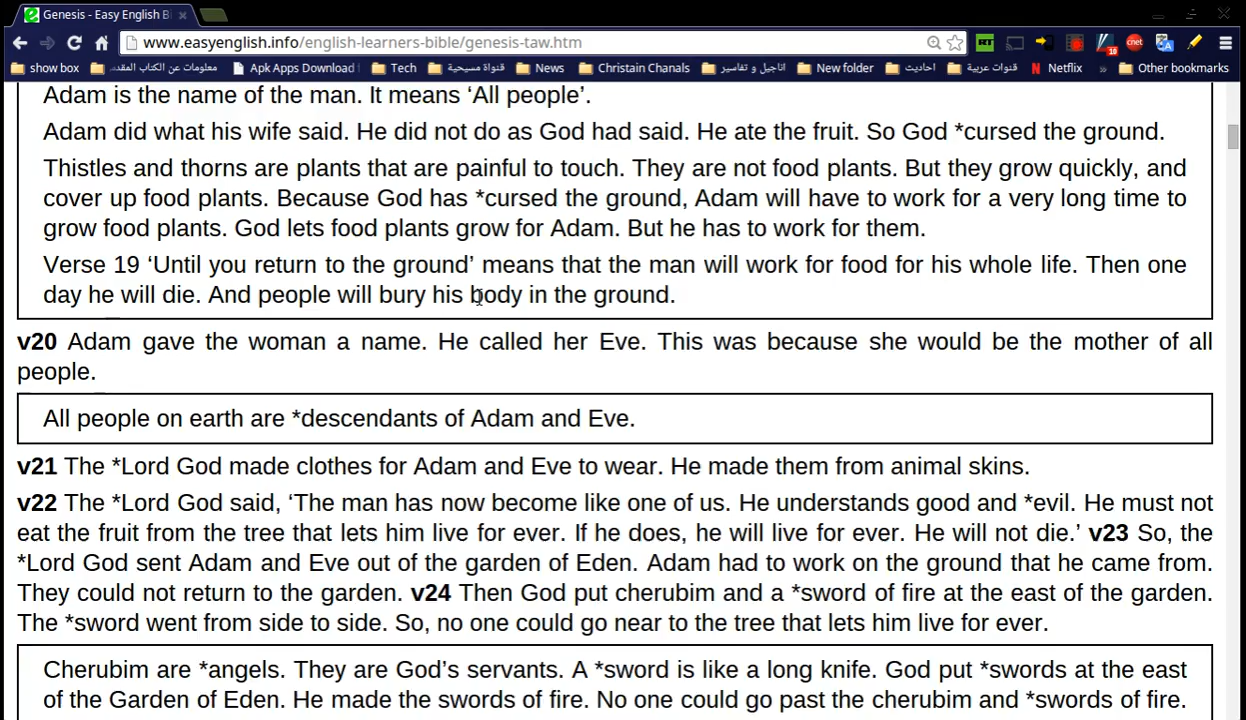 Genesis - Easy English B
www.easyenglish.info/english-learners-bible/genesis-taw.htm
RT 10 cnet
show box معلومات عن الكتاب المقد Apk Apps Download Tech قنواة مسيحية News Christain Chanals اناجيل و تفاسير New folder احاديث قنوات عربية Netflix » Other bookmarks
Adam is the name of the man. It means ‘All people’.
Adam did what his wife said. He did not do as God had said. He ate the fruit. So God *cursed the ground.
Thistles and thorns are plants that are painful to touch. They are not food plants. But they grow quickly, and
cover up food plants. Because God has *cursed the ground, Adam will have to work for a very long time to
grow food plants. God lets food plants grow for Adam. But he has to work for them.
Verse 19 ‘Until you return to the ground’ means that the man will work for food for his whole life. Then one
day he will die. And people will bury his body in the ground.
v20 Adam gave the woman a name. He called her Eve. This was because she would be the mother of all
people.
All people on earth are *descendants of Adam and Eve.
v21 The *Lord God made clothes for Adam and Eve to wear. He made them from animal skins.
v22 The *Lord God said, ‘The man has now become like one of us. He understands good and *evil. He must not
eat the fruit from the tree that lets him live for ever. If he does, he will live for ever. He will not die.’ v23 So, the
*Lord God sent Adam and Eve out of the garden of Eden. Adam had to work on the ground that he came from.
They could not return to the garden. v24 Then God put cherubim and a *sword of fire at the east of the garden.
The *sword went from side to side. So, no one could go near to the tree that lets him live for ever.
Cherubim are *angels. They are God’s servants. A *sword is like a long knife. God put *swords at the east
of the Garden of Eden. He made the swords of fire. No one could go past the cherubim and *swords of fire.